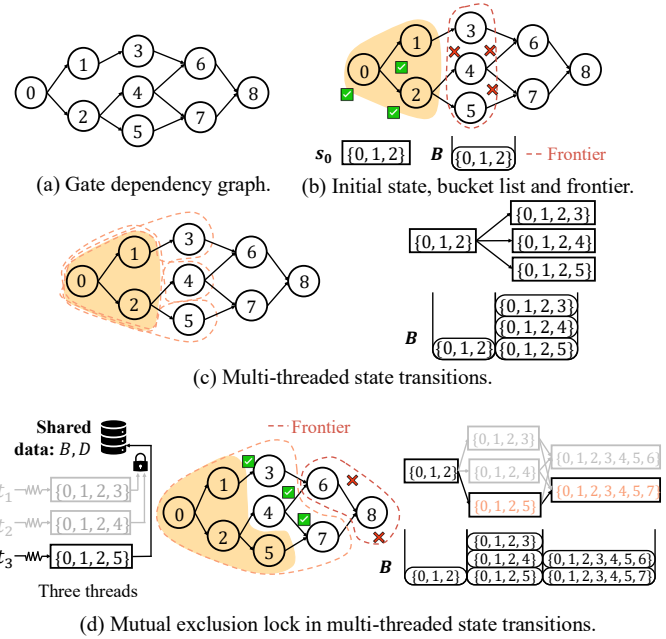 0
1
2
3
4
5
6
7
8
(a) Gate dependency graph.
0
1
2
3
4
5
6
7
8
s₀ {0, 1, 2} B {0, 1, 2} Frontier
(b) Initial state, bucket list and frontier.
0
1
2
3
4
5
6
7
8
{0, 1, 2}
{0, 1, 2, 3}
{0, 1, 2, 4}
{0, 1, 2, 5}
B
{0, 1, 2}
{0, 1, 2, 3}
{0, 1, 2, 4}
{0, 1, 2, 5}
(c) Multi-threaded state transitions.
Shared
data: B, D
t₁ {0, 1, 2, 3}
t₂ {0, 1, 2, 4}
t₃ {0, 1, 2, 5}
Three threads
Frontier
0
1
2
3
4
5
6
7
8
{0, 1, 2}
{0, 1, 2, 3}
{0, 1, 2, 4}
{0, 1, 2, 5}
{0, 1, 2, 3, 4, 5, 6}
{0, 1, 2, 3, 4, 5, 7}
B
{0, 1, 2}
{0, 1, 2, 3}
{0, 1, 2, 4}
{0, 1, 2, 5}
{0, 1, 2, 3, 4, 5, 6}
{0, 1, 2, 3, 4, 5, 7}
(d) Mutual exclusion lock in multi-threaded state transitions.